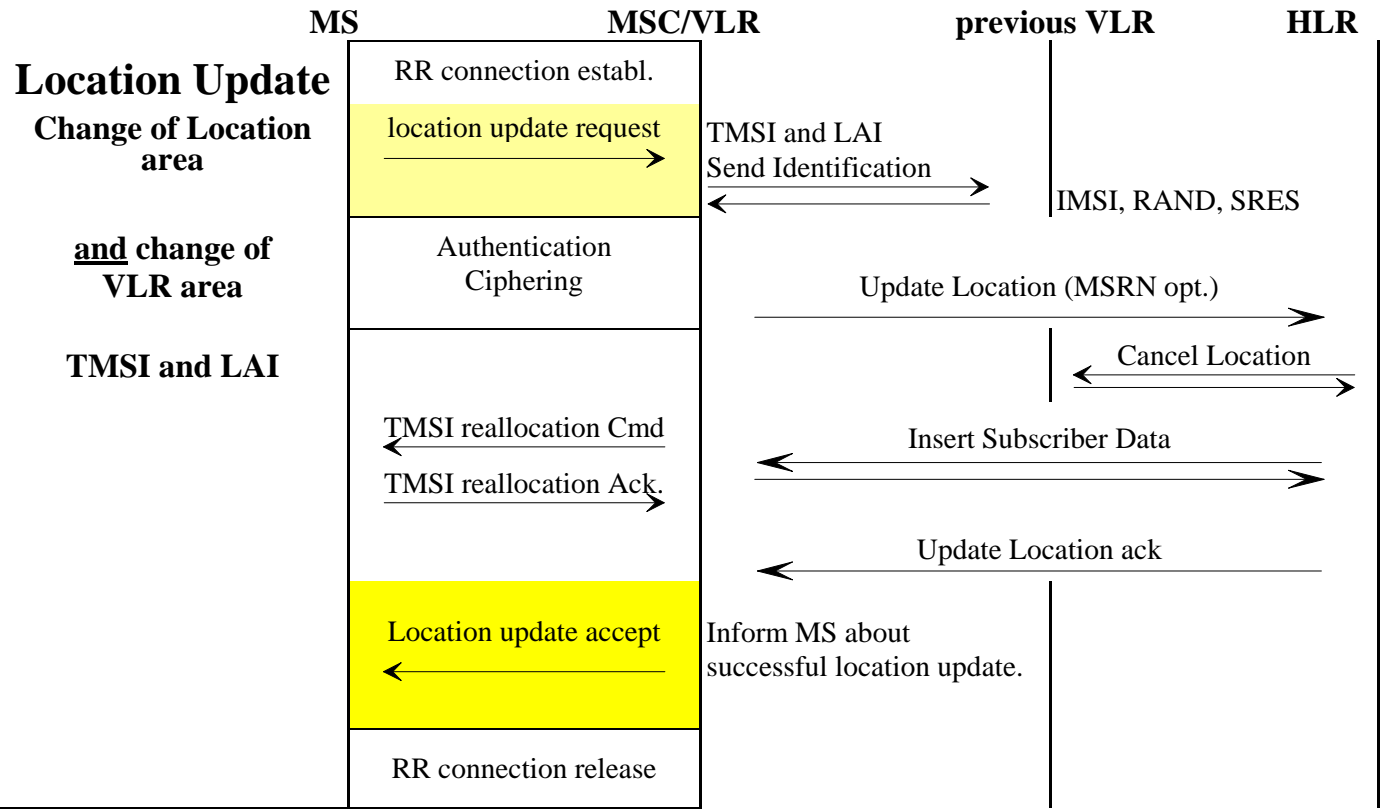 MS MSC/VLR previous VLR HLR
Location Update
RR connection establ.
Change of Location
area
location update request
TMSI and LAI
Send Identification
IMSI, RAND, SRES
and change of
VLR area
Authentication
Ciphering
Update Location (MSRN opt.)
TMSI and LAI
Cancel Location
TMSI reallocation Cmd
Insert Subscriber Data
TMSI reallocation Ack.
Update Location ack
Location update accept
Inform MS about
successful location update.
RR connection release